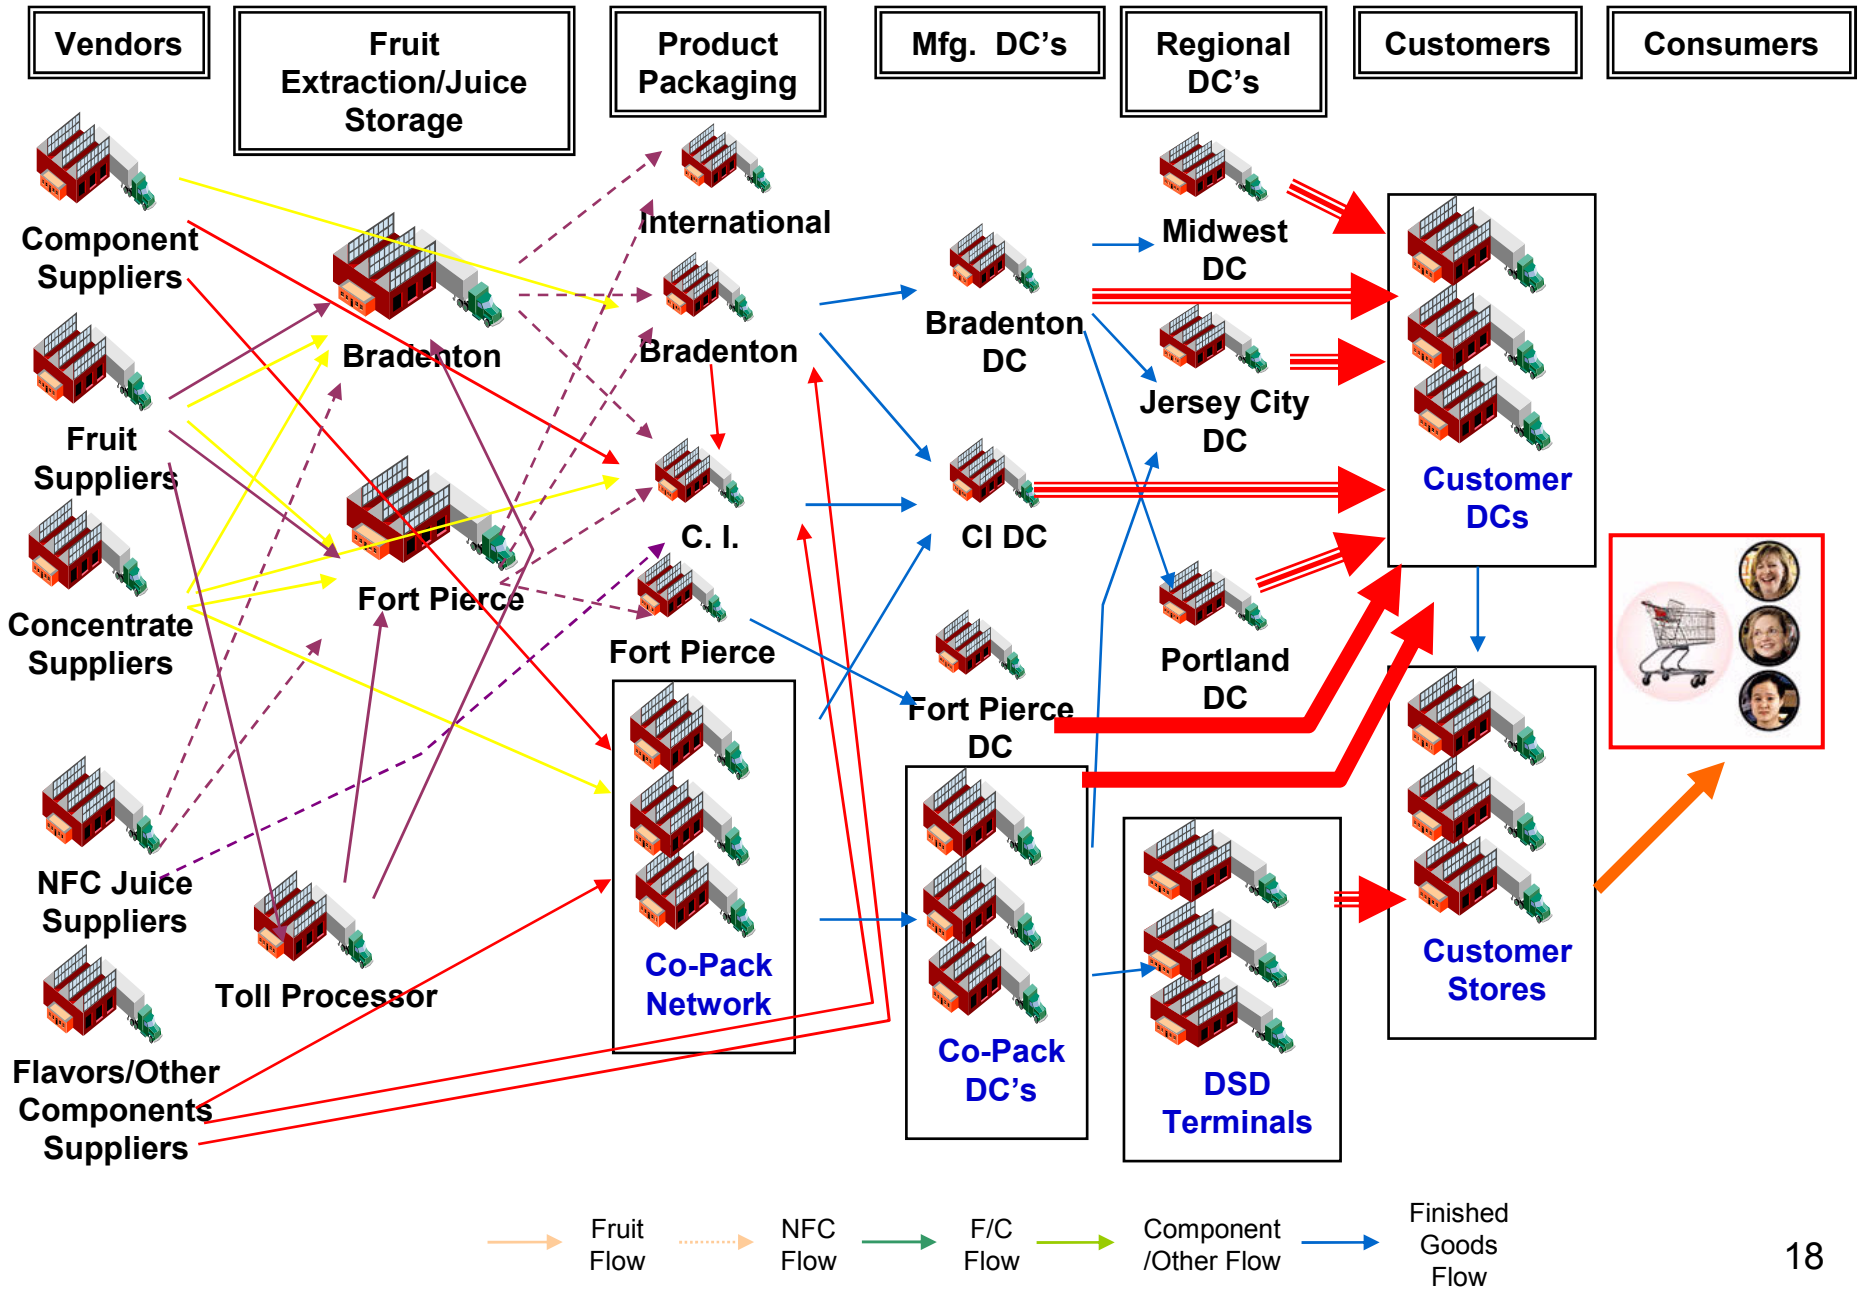 Vendors
Fruit
Extraction/Juice
Storage
Product
Packaging
Mfg. DC's
Regional
DC's
Customers
Consumers
Component
Suppliers
Fruit
Suppliers
Concentrate
Suppliers
NFC Juice
Suppliers
Flavors/Other
Components
Suppliers
Bradenton
Fort Pierce
Toll Processor
International
Bradenton
C. I.
Fort Pierce
Co-Pack
Network
Bradenton
DC
CI DC
Fort Pierce
DC
Co-Pack
DC's
Midwest
DC
Jersey City
DC
Portland
DC
DSD
Terminals
Customer
DCs
Customer
Stores
Fruit
Flow
NFC
Flow
F/C
Flow
Component
/Other Flow
Finished
Goods
Flow
18